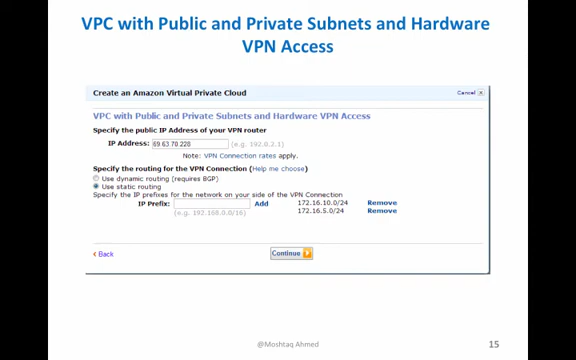 VPC with Public and Private Subnets and Hardware
VPN Access
Create an Amazon Virtual Private Cloud
Cancel X
VPC with Public and Private Subnets and Hardware VPN Access
Specify the public IP Address of your VPN router
IP Address: 69.63.70.220 (e.g. 192.0.2.1)
Note: VPN Connection rates apply.
Specify the routing for the VPN Connection (Help me choose)
Use dynamic routing (requires BGP)
Use static routing
Specify the IP prefixes for the network on your side of the VPN Connection
IP Prefix: Add 172.16.10.0/24 Remove
(e.g. 192.168.0.0/16) 172.16.5.0/24 Remove
< Back
Continue
@Moshtaq Ahmed
15